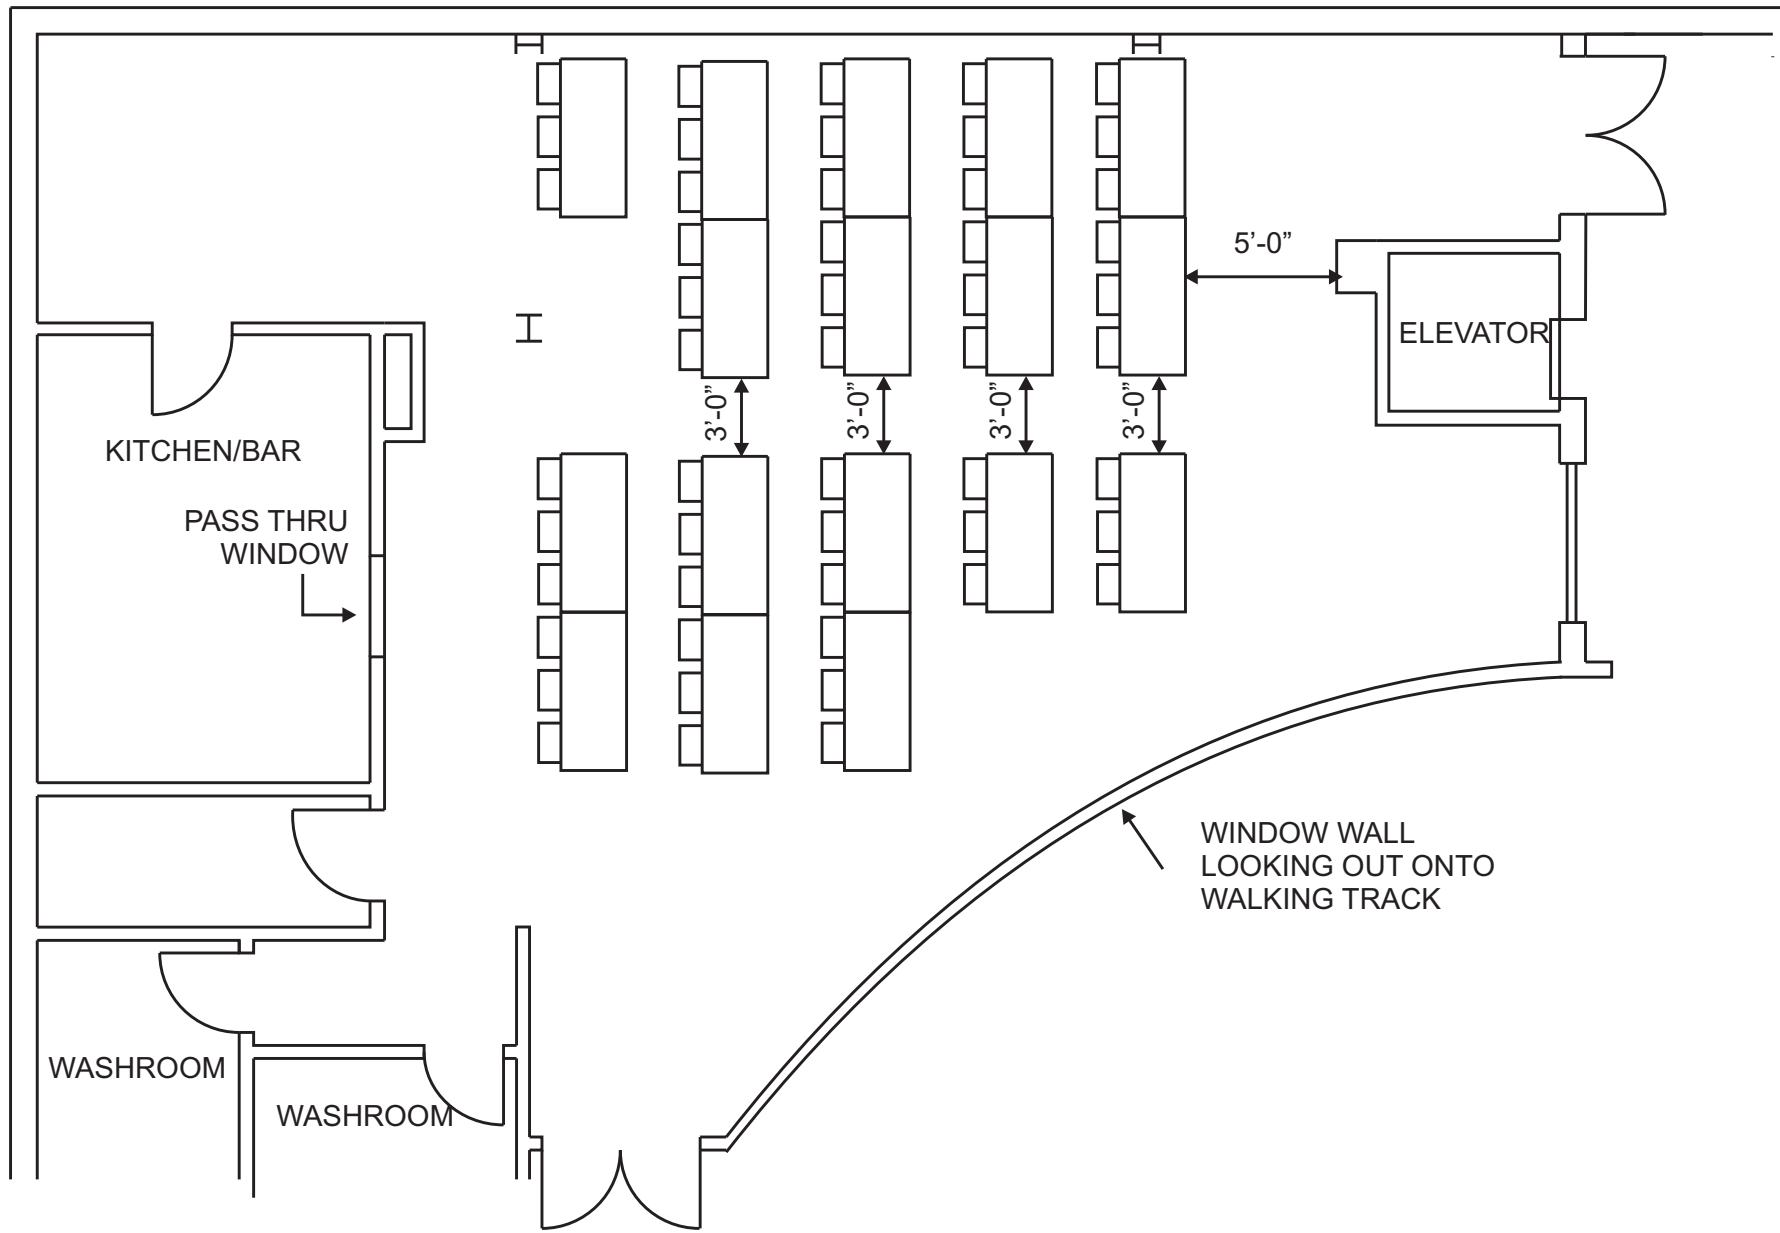 5’-0”
ELEVATOR
3’-0”
3’-0”
3’-0”
3’-0”
KITCHEN/BAR
PASS THRU
WINDOW
WINDOW WALL
LOOKING OUT ONTO
WALKING TRACK
WASHROOM
WASHROOM